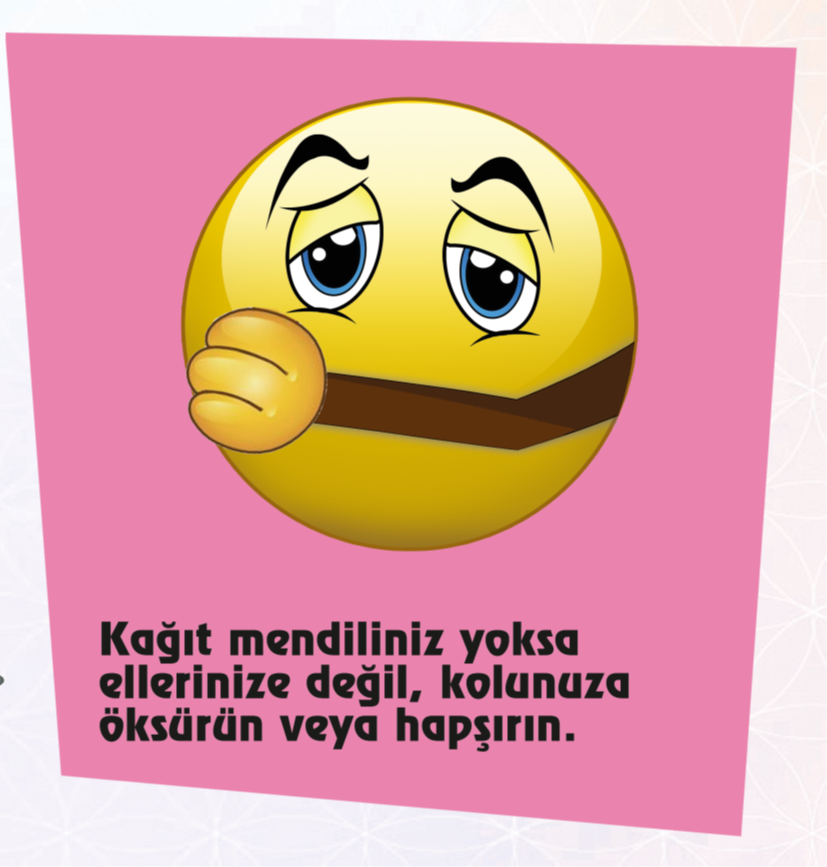 Kağıt mendiliniz yoksa
ellerinize değil, kolunuza
öksürün veya hapşırın.